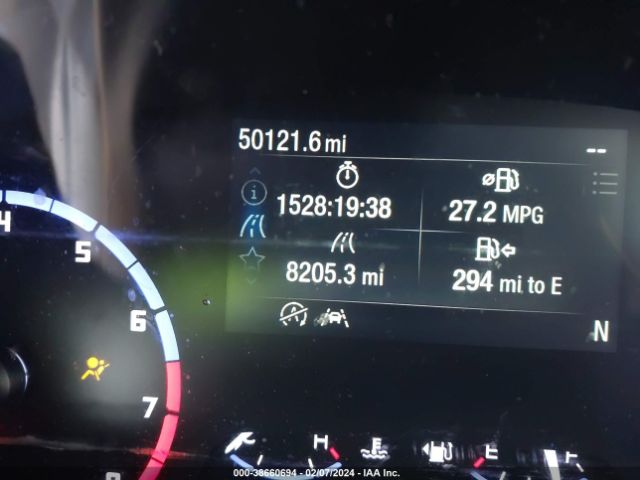 50121.6 mi --
1528:19:38
27.2 MPG
8205.3 mi
294 mi to E
N
4
5
6
7
8
H
E
F
000-38660694 - 02/07/2024 - IAA Inc.